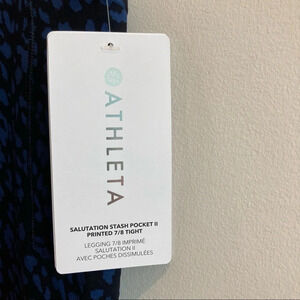 ATHLETA
SALUTATION STASH POCKET II
PRINTED 7/8 TIGHT
LEGGING 7/8 IMPRIMÉ
SALUTATION II
AVEC POCHES DISSIMULÉES